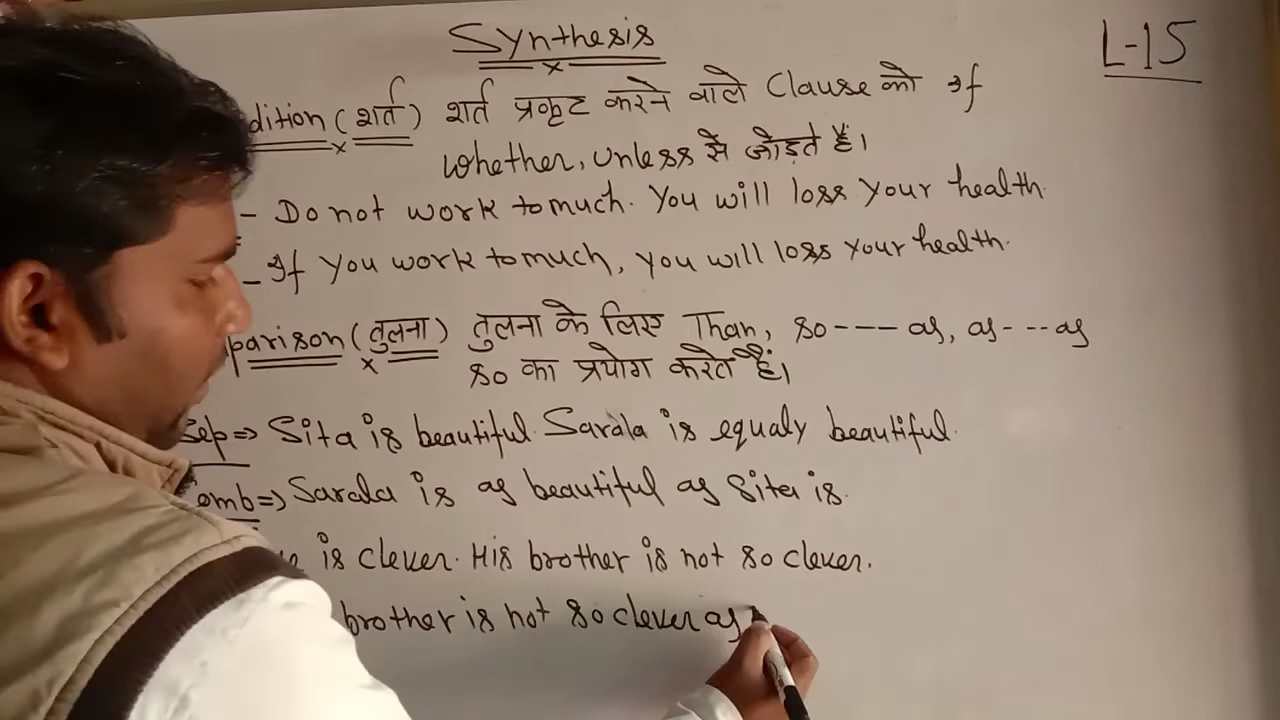 Synthesis
L-15
dition (शर्त) शर्त प्रकट करने वाले Clause को If
whether, unless से जोड़ते हैं।
- Do not work to much. You will loss your health.
- If you work to much, you will loss your health.
parison (तुलना) तुलना के लिए Than, so --- as, as --- as
so का प्रयोग करते हैं।
Sep => Sita is beautiful. Sarala is equaly beautiful.
omb => Sarala is as beautiful as Sita is.
is clever. His brother is not so clever.
brother is not so clever as